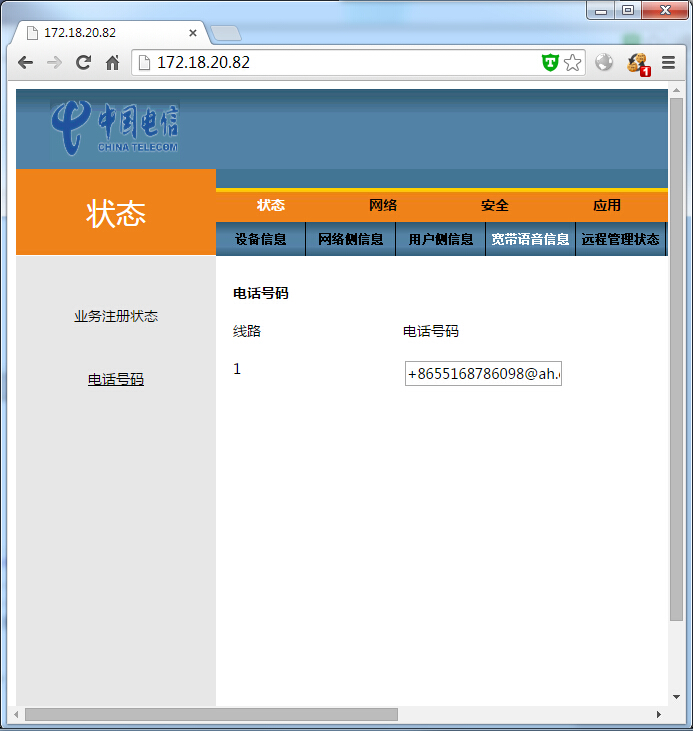 172.18.20.82
172.18.20.82
1
中国电信
CHINA TELECOM
状态
状态 网络 安全 应用
设备信息 网络侧信息 用户侧信息 宽带语音信息 远程管理状态
业务注册状态
电话号码
电话号码
线路 电话号码
1 +8655168786098@ah.